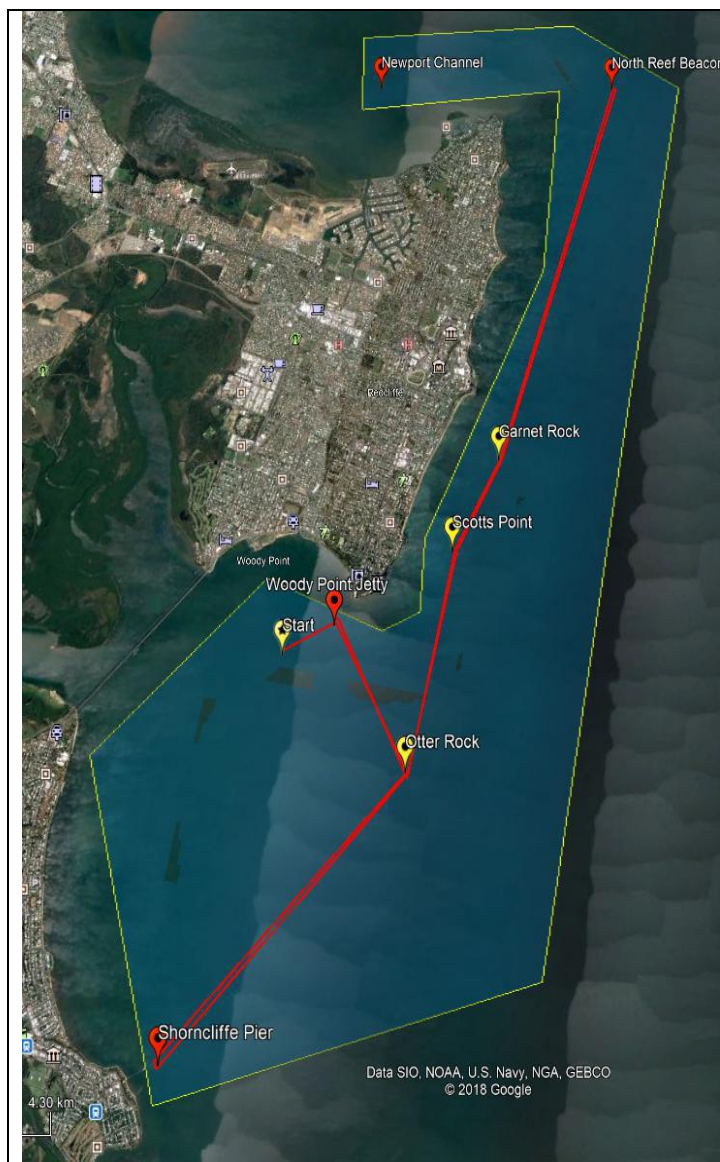 Newport Channel
North Reef Beacon
Garnet Rock
Redcliffe
Scotts Point
Woody Point
Woody Point Jetty
Start
Otter Rock
Shorncliffe Pier
Data SIO, NOAA, U.S. Navy, NGA, GEBCO
© 2018 Google
4.30 km